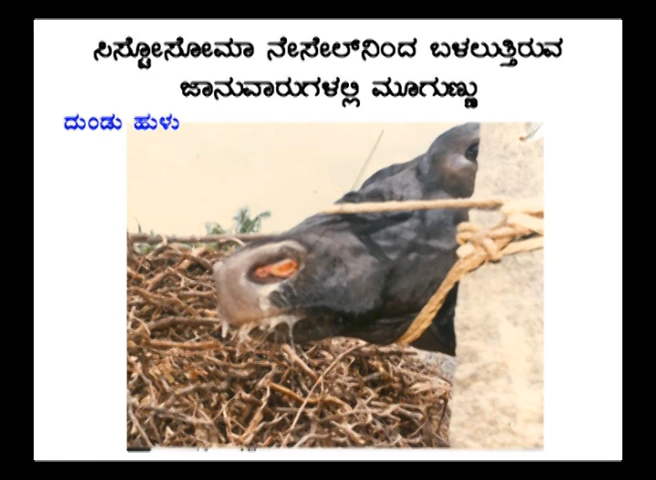 ಸಿಸ್ಟೋಸೋಮಾ ನೇಸೇಲ್‌ನಿಂದ ಬಳಲುತ್ತಿರುವ
ಜಾನುವಾರುಗಳಲ್ಲಿ ಮೂಗುಣ್ಣು
ದುಂಡು ಹುಳು